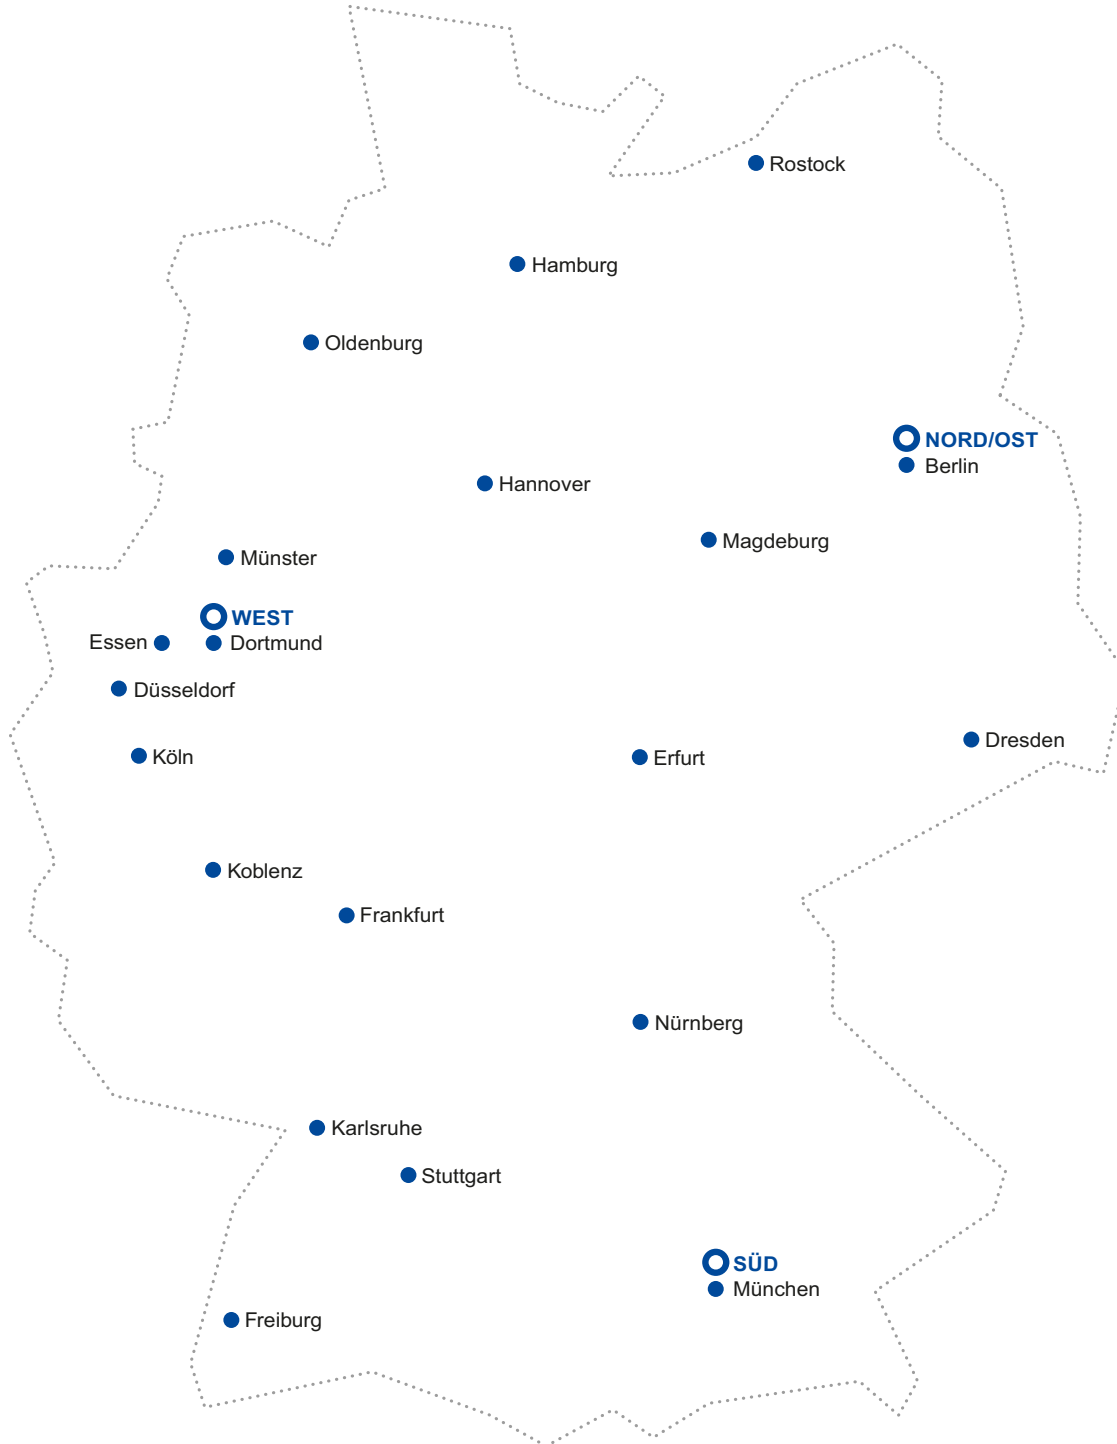 Rostock
Hamburg
Oldenburg
NORD/OST
Berlin
Hannover
Magdeburg
Münster
WEST
Essen
Dortmund
Düsseldorf
Dresden
Köln
Erfurt
Koblenz
Frankfurt
Nürnberg
Karlsruhe
Stuttgart
SÜD
München
Freiburg